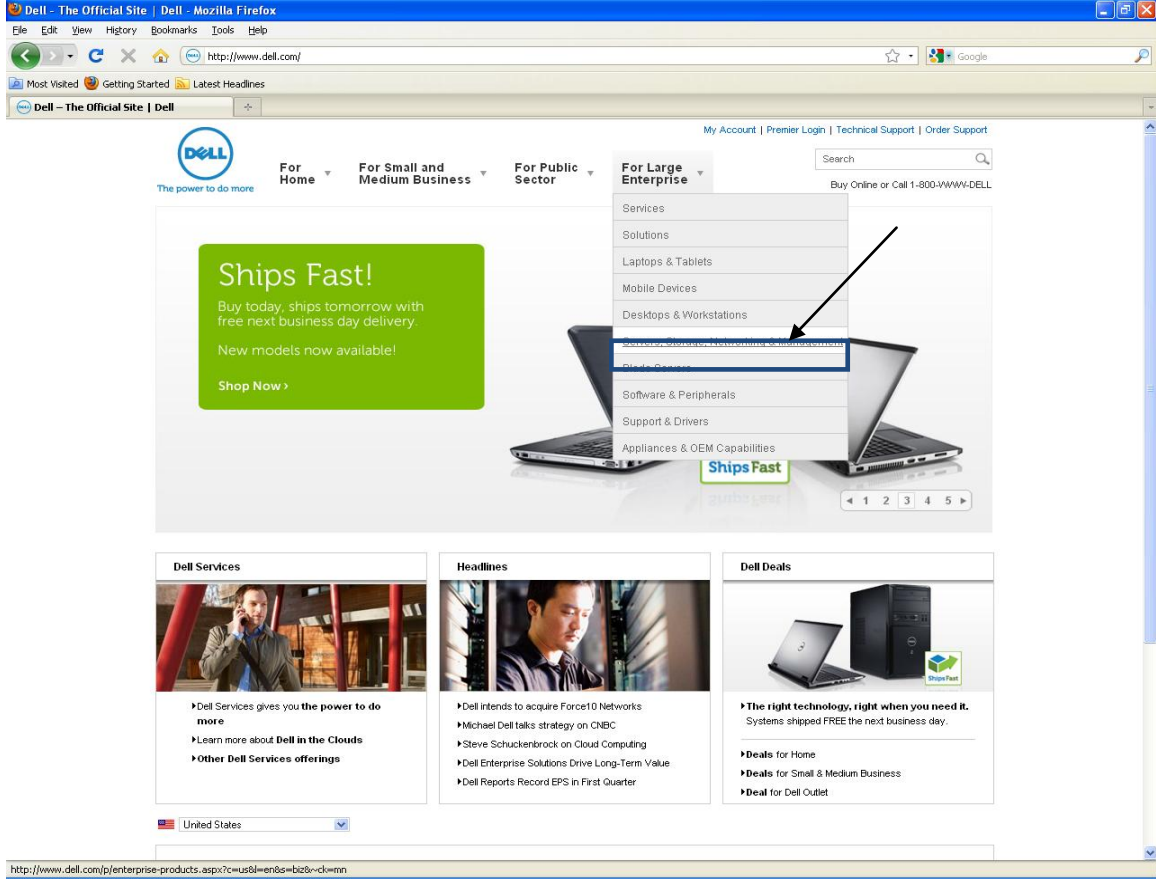 Dell - The Official Site | Dell - Mozilla Firefox
File Edit View History Bookmarks Tools Help
http://www.dell.com/
Google
Most Visited Getting Started Latest Headlines
Dell – The Official Site | Dell
My Account | Premier Login | Technical Support | Order Support
DELL
The power to do more
For Home
For Small and Medium Business
For Public Sector
For Large Enterprise
Search
Buy Online or Call 1-800-WWW-DELL
Services
Solutions
Laptops & Tablets
Mobile Devices
Desktops & Workstations
Servers, Storage, Networking & Management
Blade Servers
Software & Peripherals
Support & Drivers
Appliances & OEM Capabilities
Ships Fast!
Buy today, ships tomorrow with
free next business day delivery.
New models now available!
Shop Now ›
Ships Fast
1 2 3 4 5
Dell Services
Dell Services gives you the power to do
more
Learn more about Dell in the Clouds
Other Dell Services offerings
Headlines
Dell intends to acquire Force10 Networks
Michael Dell talks strategy on CNBC
Steve Schuckenbrock on Cloud Computing
Dell Enterprise Solutions Drive Long-Term Value
Dell Reports Record EPS in First Quarter
Dell Deals
Ships Fast
The right technology, right when you need it.
Systems shipped FREE the next business day.
Deals for Home
Deals for Small & Medium Business
Deal for Dell Outlet
United States
http://www.dell.com/p/enterprise-products.aspx?c=us&l=en&s=biz&~ck=mn